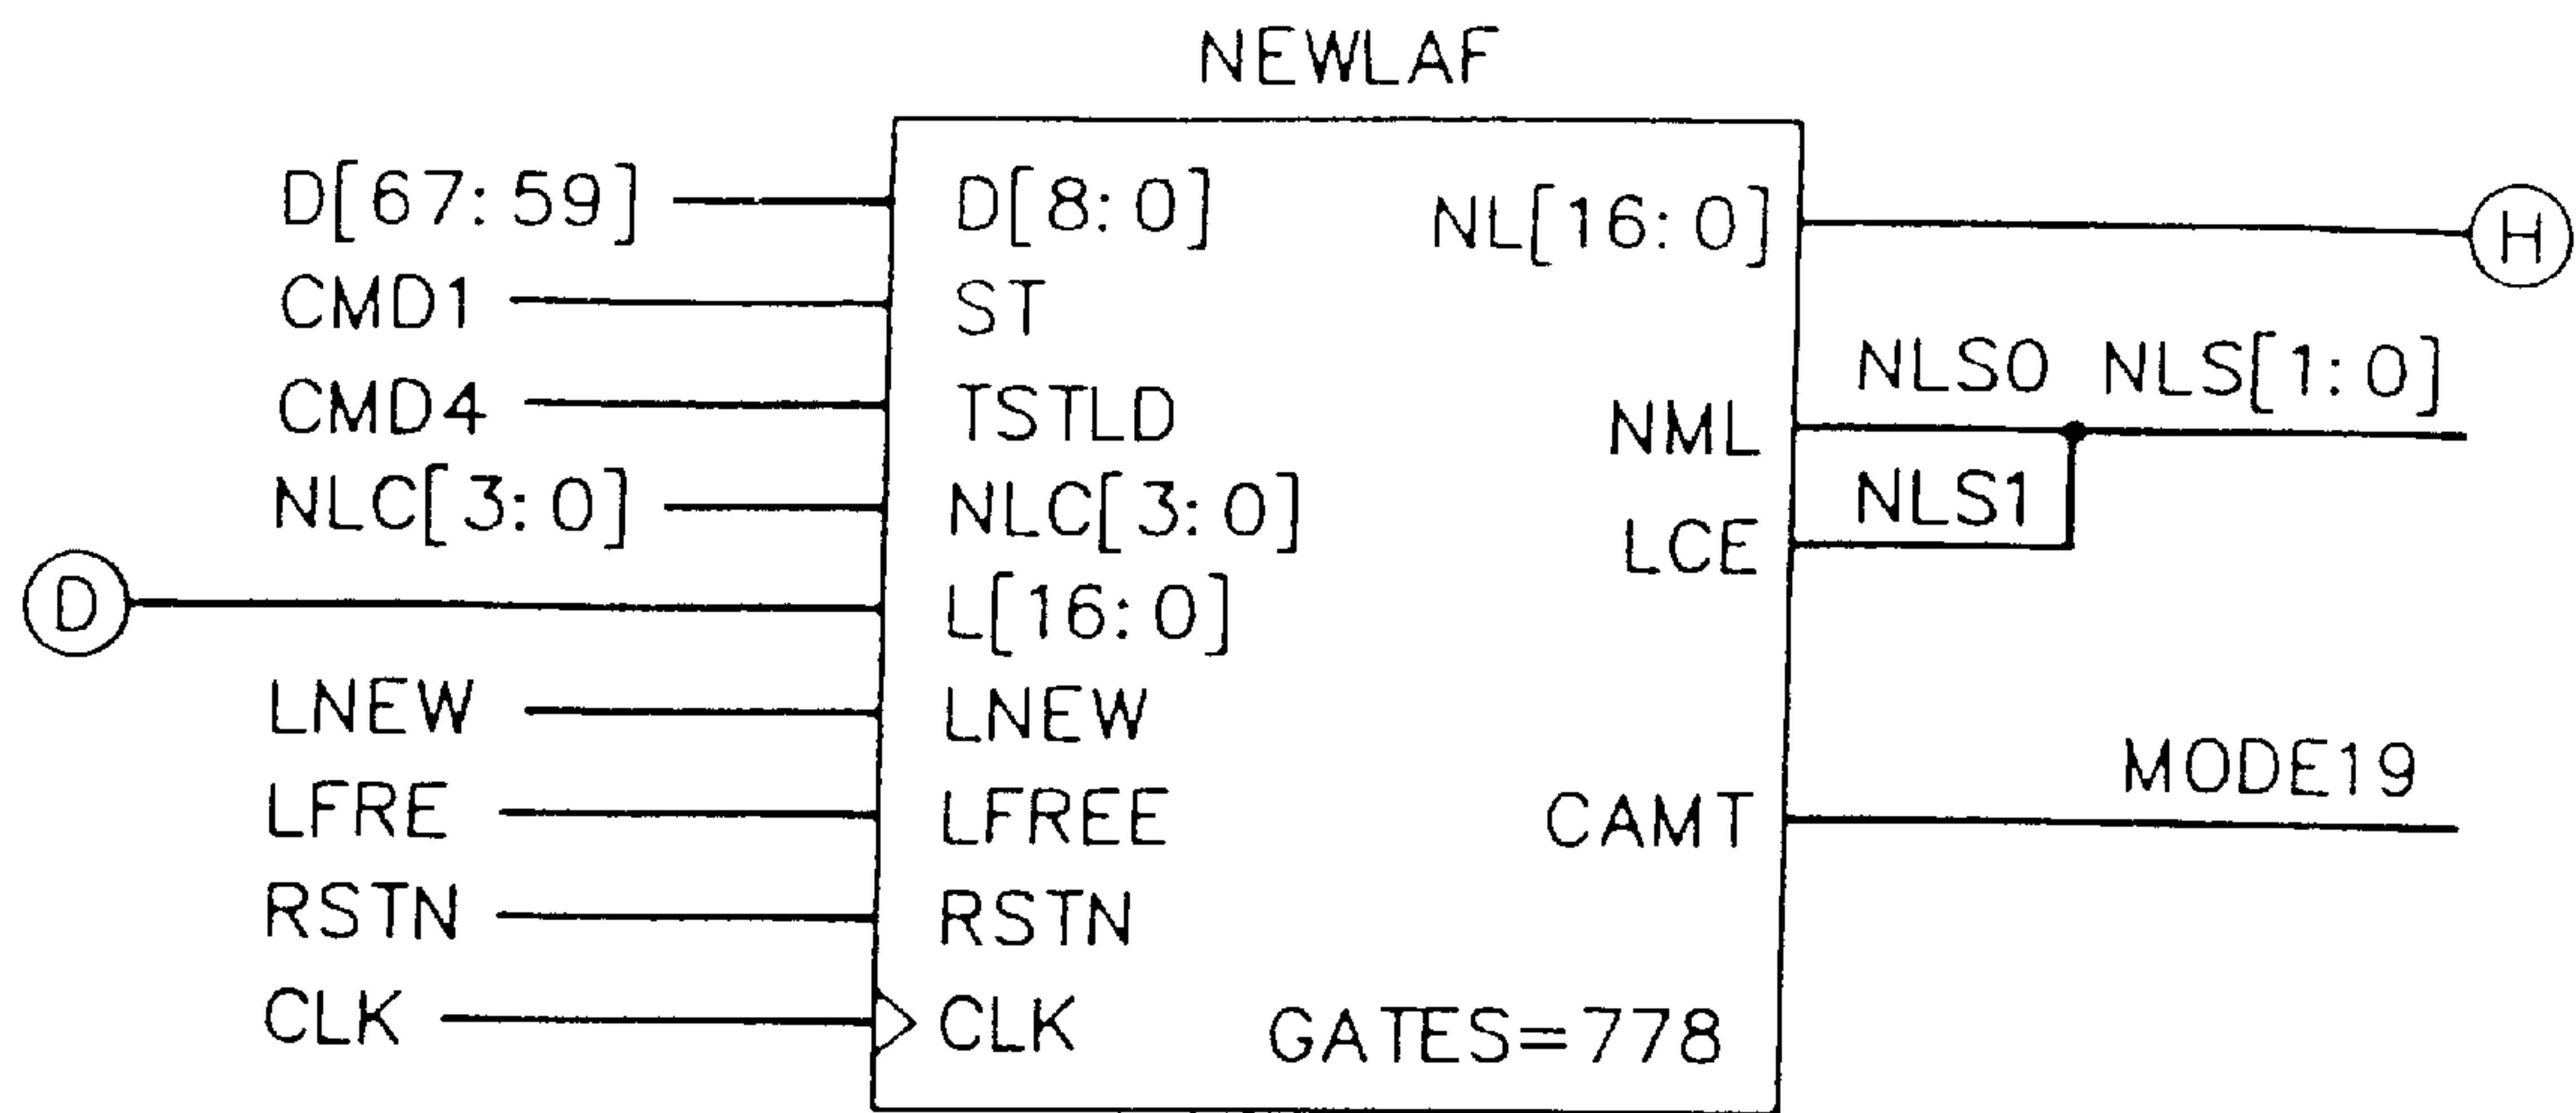 NEWLAF
D[67:59] D[8:0] NL[16:0] H
CMD1 ST
NLS0 NLS[1:0]
CMD4 TSTLD NML
NLC[3:0] NLC[3:0] NLS1
LCE
D L[16:0]
LNEW LNEW
MODE19
LFRE LFREE CAMT
RSTN RSTN
CLK CLK GATES=778